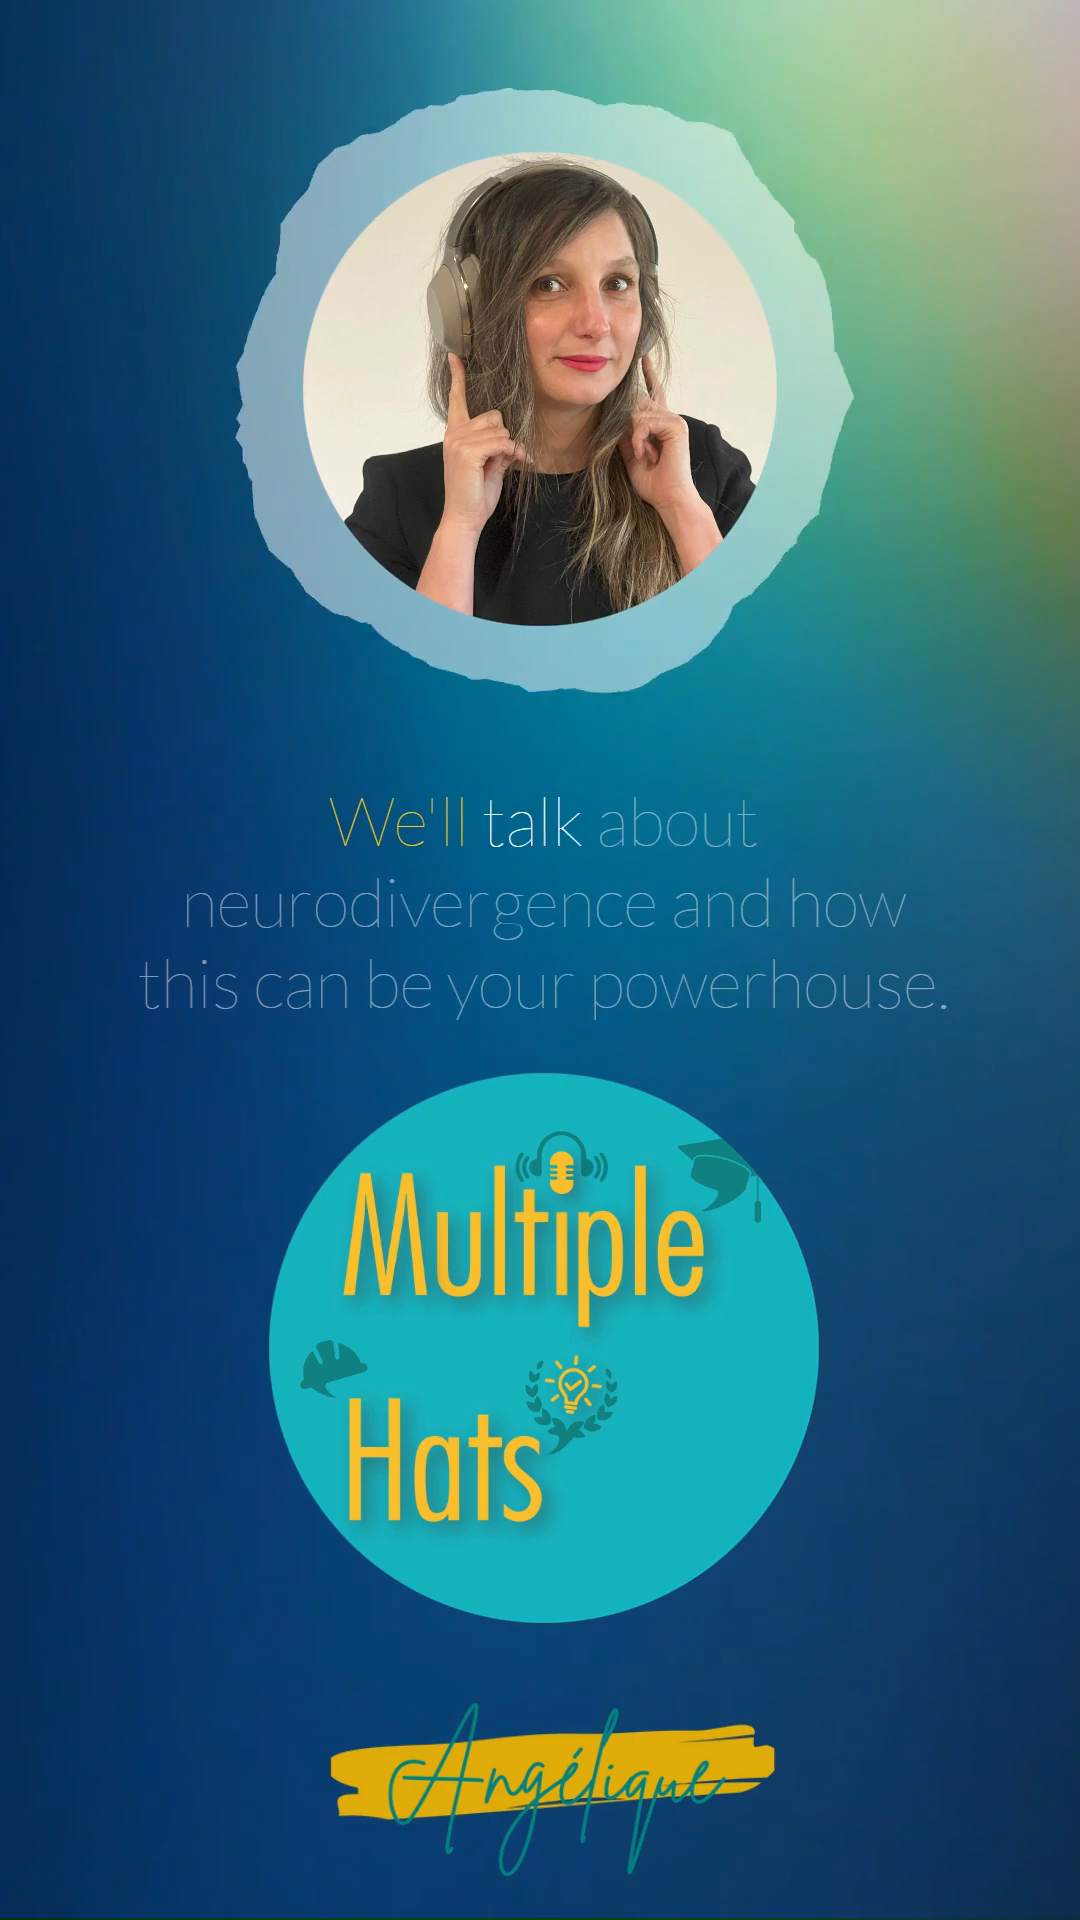 We'll talk about
neurodivergence and how
this can be your powerhouse.
Multiple
Hats
Angélique